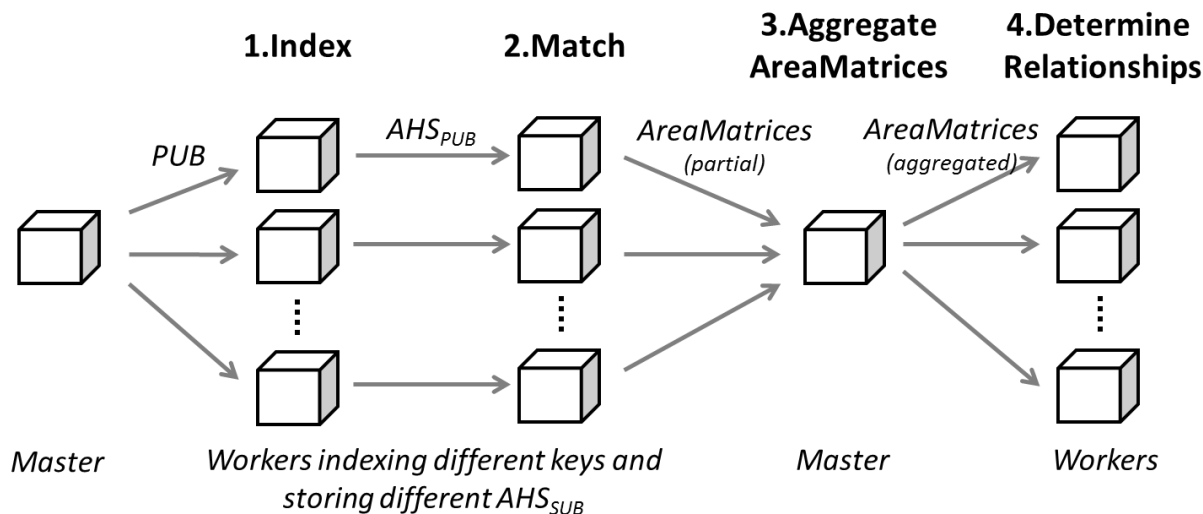 1.Index
2.Match
3.Aggregate
AreaMatrices
4.Determine
Relationships
PUB
AHS_PUB
AreaMatrices
(partial)
AreaMatrices
(aggregated)
Master
Workers indexing different keys and
storing different AHS_SUB
Master
Workers